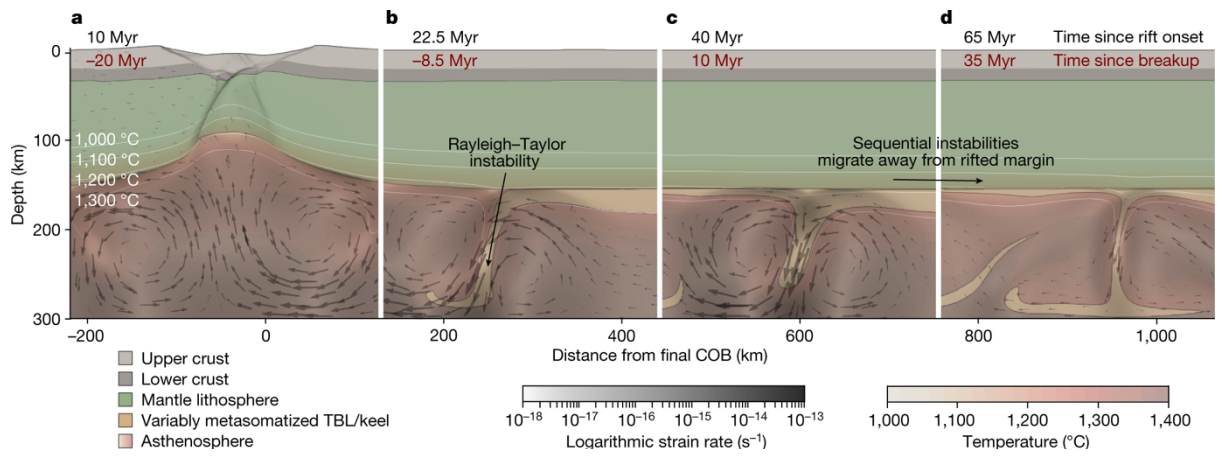 a
10 Myr
–20 Myr
b
22.5 Myr
–8.5 Myr
c
40 Myr
10 Myr
d
65 Myr
Time since rift onset
35 Myr
Time since breakup
0
100
200
300
Depth (km)
1,000 °C
1,100 °C
1,200 °C
1,300 °C
Rayleigh–Taylor
instability
Sequential instabilities
migrate away from rifted margin
–200
0
200
400
600
800
1,000
Distance from final COB (km)
Upper crust
Lower crust
Mantle lithosphere
Variably metasomatized TBL/keel
Asthenosphere
10⁻¹⁸ 10⁻¹⁷ 10⁻¹⁶ 10⁻¹⁵ 10⁻¹⁴ 10⁻¹³
Logarithmic strain rate (s⁻¹)
1,000 1,100 1,200 1,300 1,400
Temperature (°C)